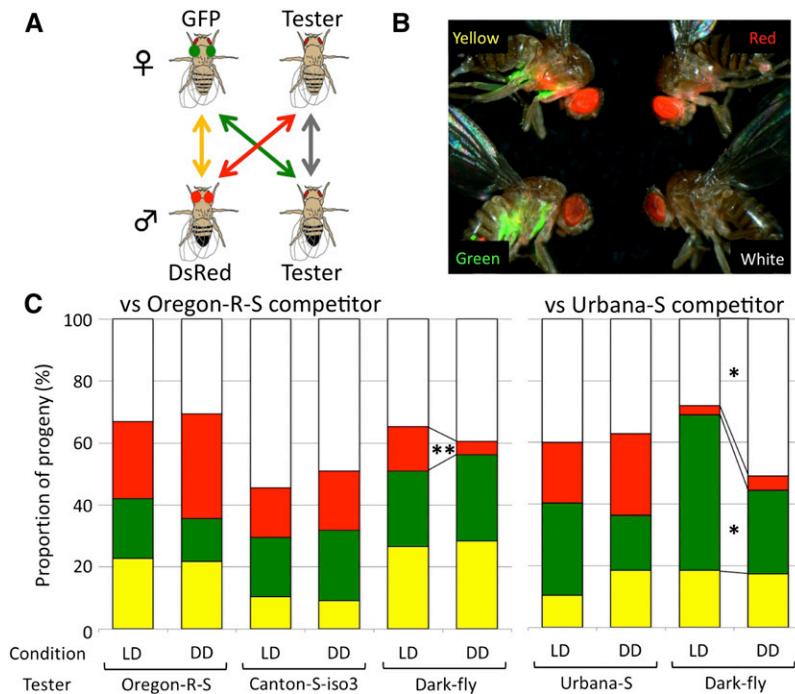 A
GFP
Tester
♀
♂
DsRed
Tester
B
Yellow
Red
Green
White
C
vs Oregon-R-S competitor
vs Urbana-S competitor
Proportion of progeny (%)
100
80
60
40
20
0
**
*
*
Condition
LD
DD
LD
DD
LD
DD
LD
DD
LD
DD
Tester
Oregon-R-S
Canton-S-iso3
Dark-fly
Urbana-S
Dark-fly